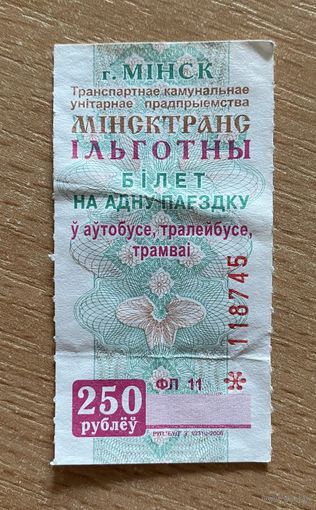 г. МІНСК
Транспартнае камунальнае
унітарнае прадпрыемства
МІНСКТРАНС
ІЛЬГОТНЫ
БІЛЕТ
НА АДНУ ПАЕЗДКУ
ў аўтобусе, тралейбусе,
трамваі
118745
ФЛ 11
250
рублёў